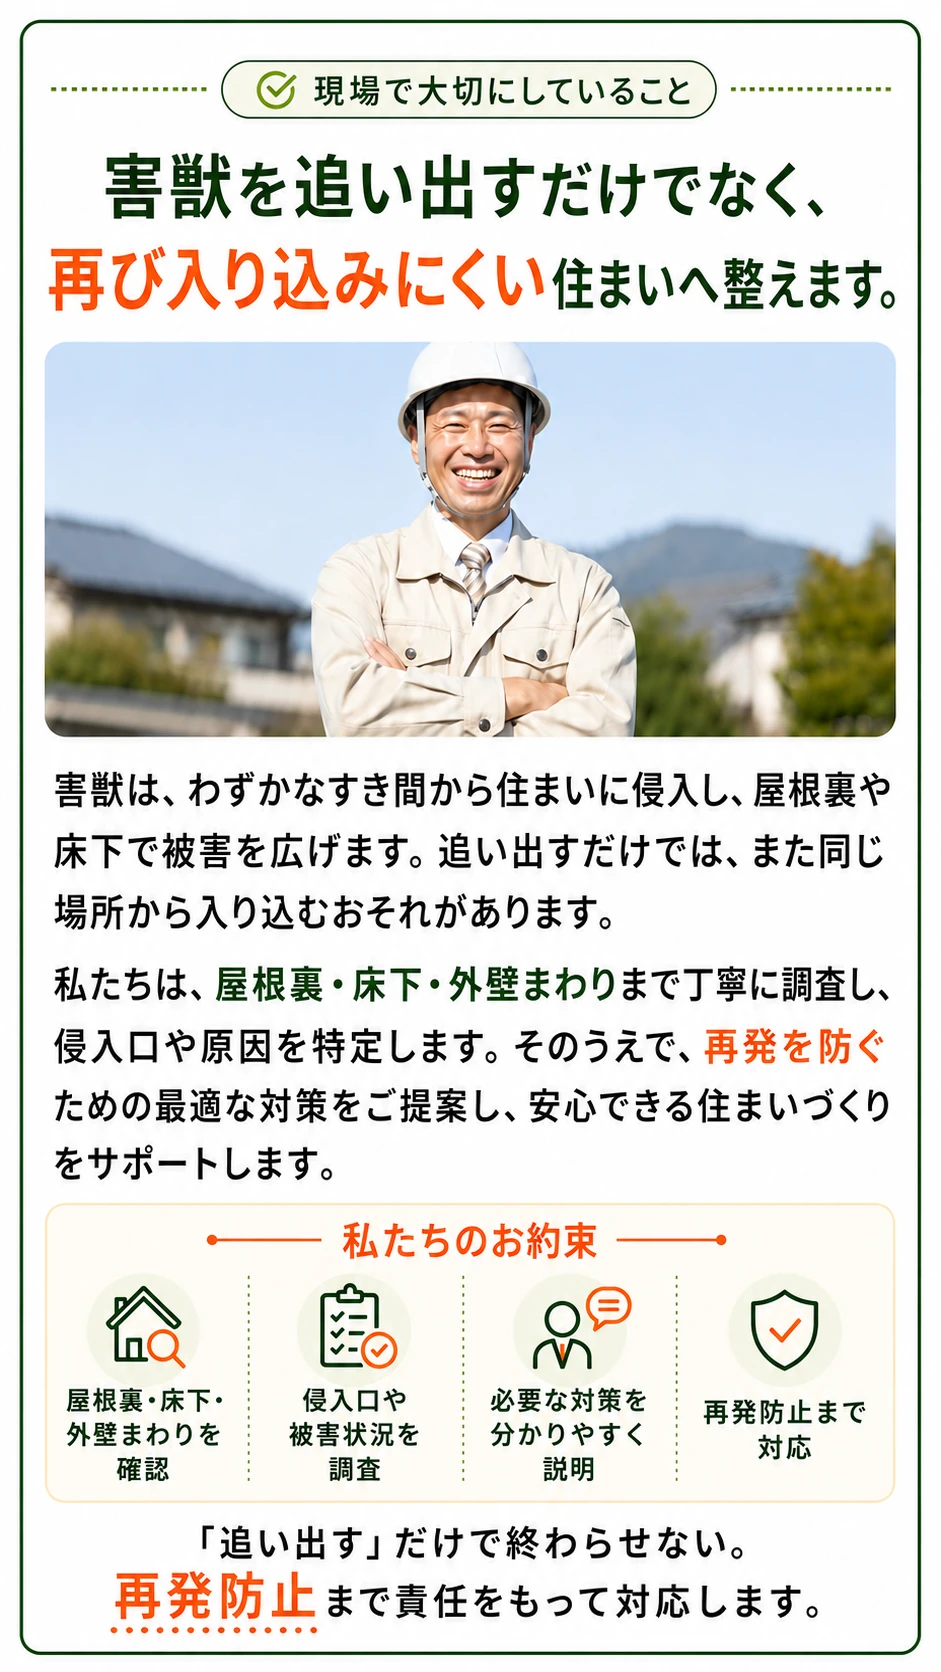 現場で大切にしていること
害獣を追い出すだけでなく、
再び入り込みにくい住まいへ整えます。
害獣は、わずかなすき間から住まいに侵入し、屋根裏や
床下で被害を広げます。追い出すだけでは、また同じ
場所から入り込むおそれがあります。
私たちは、屋根裏・床下・外壁まわりまで丁寧に調査し、
侵入口や原因を特定します。そのうえで、再発を防ぐ
ための最適な対策をご提案し、安心できる住まいづくり
をサポートします。
私たちのお約束
屋根裏・床下・
外壁まわりを
確認
侵入口や
被害状況を
調査
必要な対策を
分かりやすく
説明
再発防止まで
対応
「追い出す」だけで終わらせない。
再発防止まで責任をもって対応します。